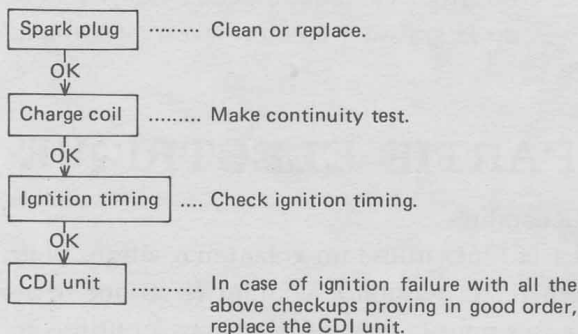 Spark plug ......... Clean or replace.
OK
Charge coil ......... Make continuity test.
OK
Ignition timing .... Check ignition timing.
OK
CDI unit ............ In case of ignition failure with all the
above checkups proving in good order,
replace the CDI unit.